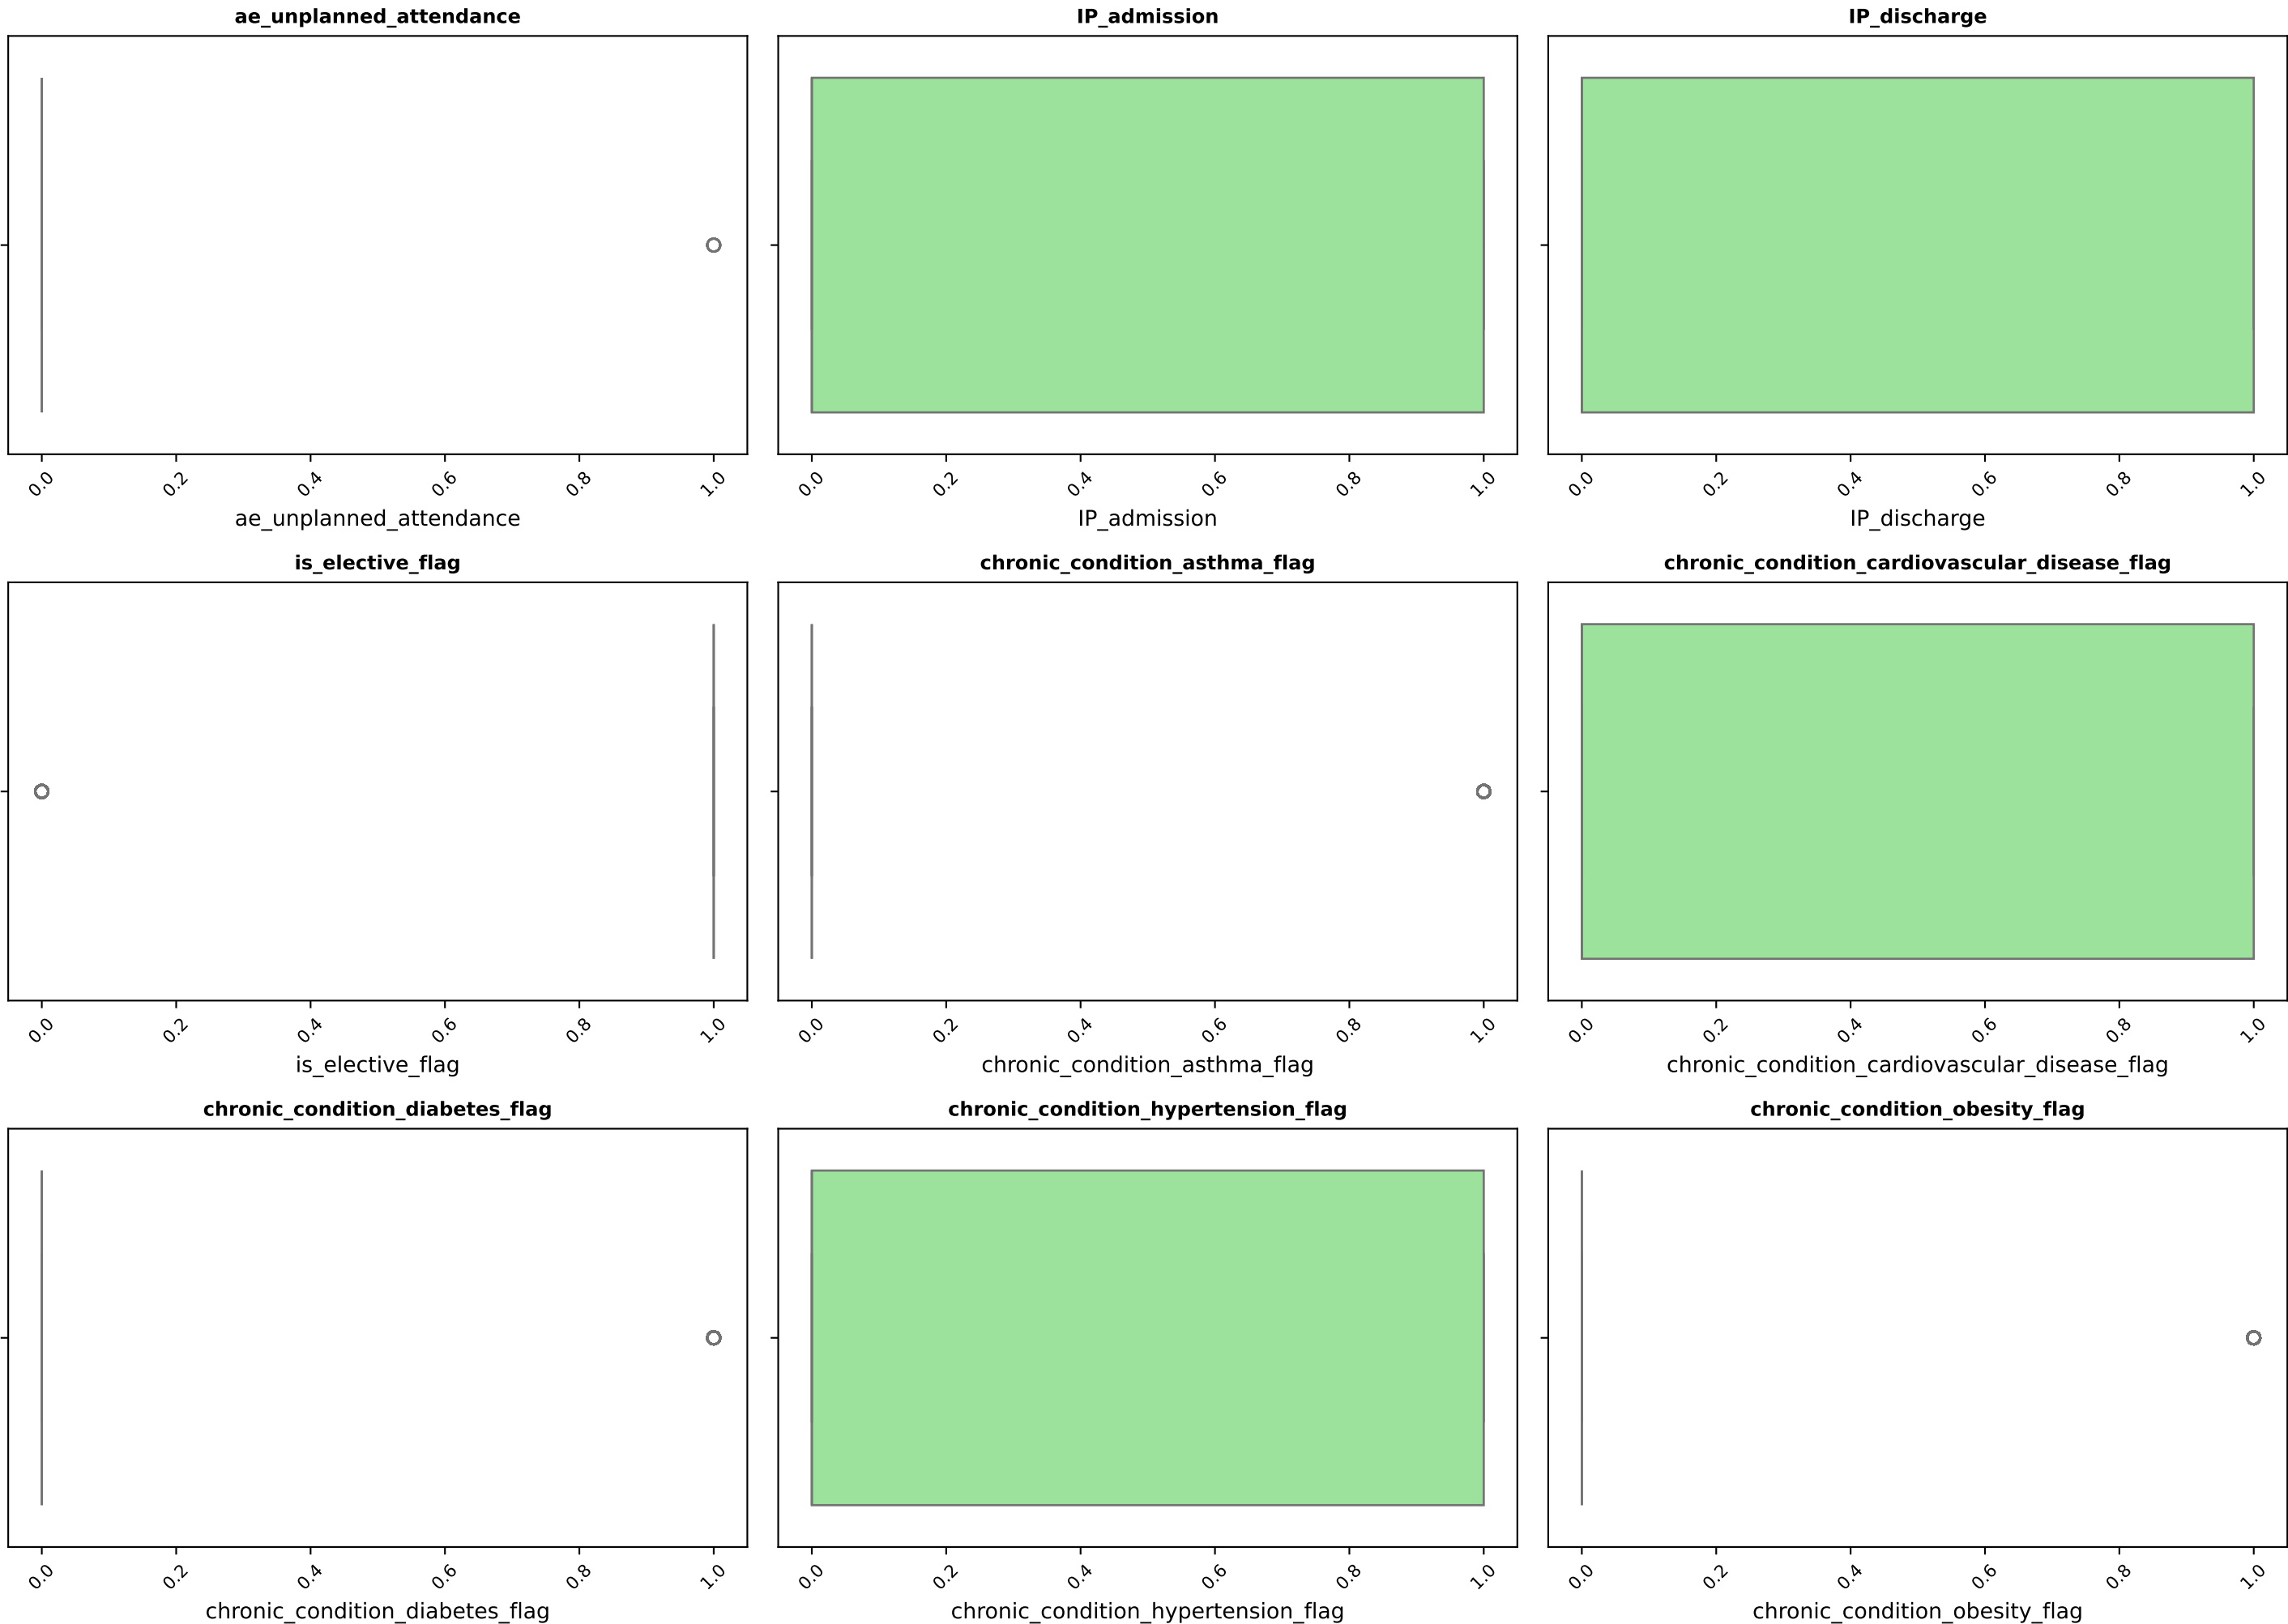 ae_unplanned_attendance
IP_admission
IP_discharge
0.0 0.2 0.4 0.6 0.8 1.0
0.0 0.2 0.4 0.6 0.8 1.0
0.0 0.2 0.4 0.6 0.8 1.0
ae_unplanned_attendance
IP_admission
IP_discharge
is_elective_flag
chronic_condition_asthma_flag
chronic_condition_cardiovascular_disease_flag
0.0 0.2 0.4 0.6 0.8 1.0
0.0 0.2 0.4 0.6 0.8 1.0
0.0 0.2 0.4 0.6 0.8 1.0
is_elective_flag
chronic_condition_asthma_flag
chronic_condition_cardiovascular_disease_flag
chronic_condition_diabetes_flag
chronic_condition_hypertension_flag
chronic_condition_obesity_flag
0.0 0.2 0.4 0.6 0.8 1.0
0.0 0.2 0.4 0.6 0.8 1.0
0.0 0.2 0.4 0.6 0.8 1.0
chronic_condition_diabetes_flag
chronic_condition_hypertension_flag
chronic_condition_obesity_flag